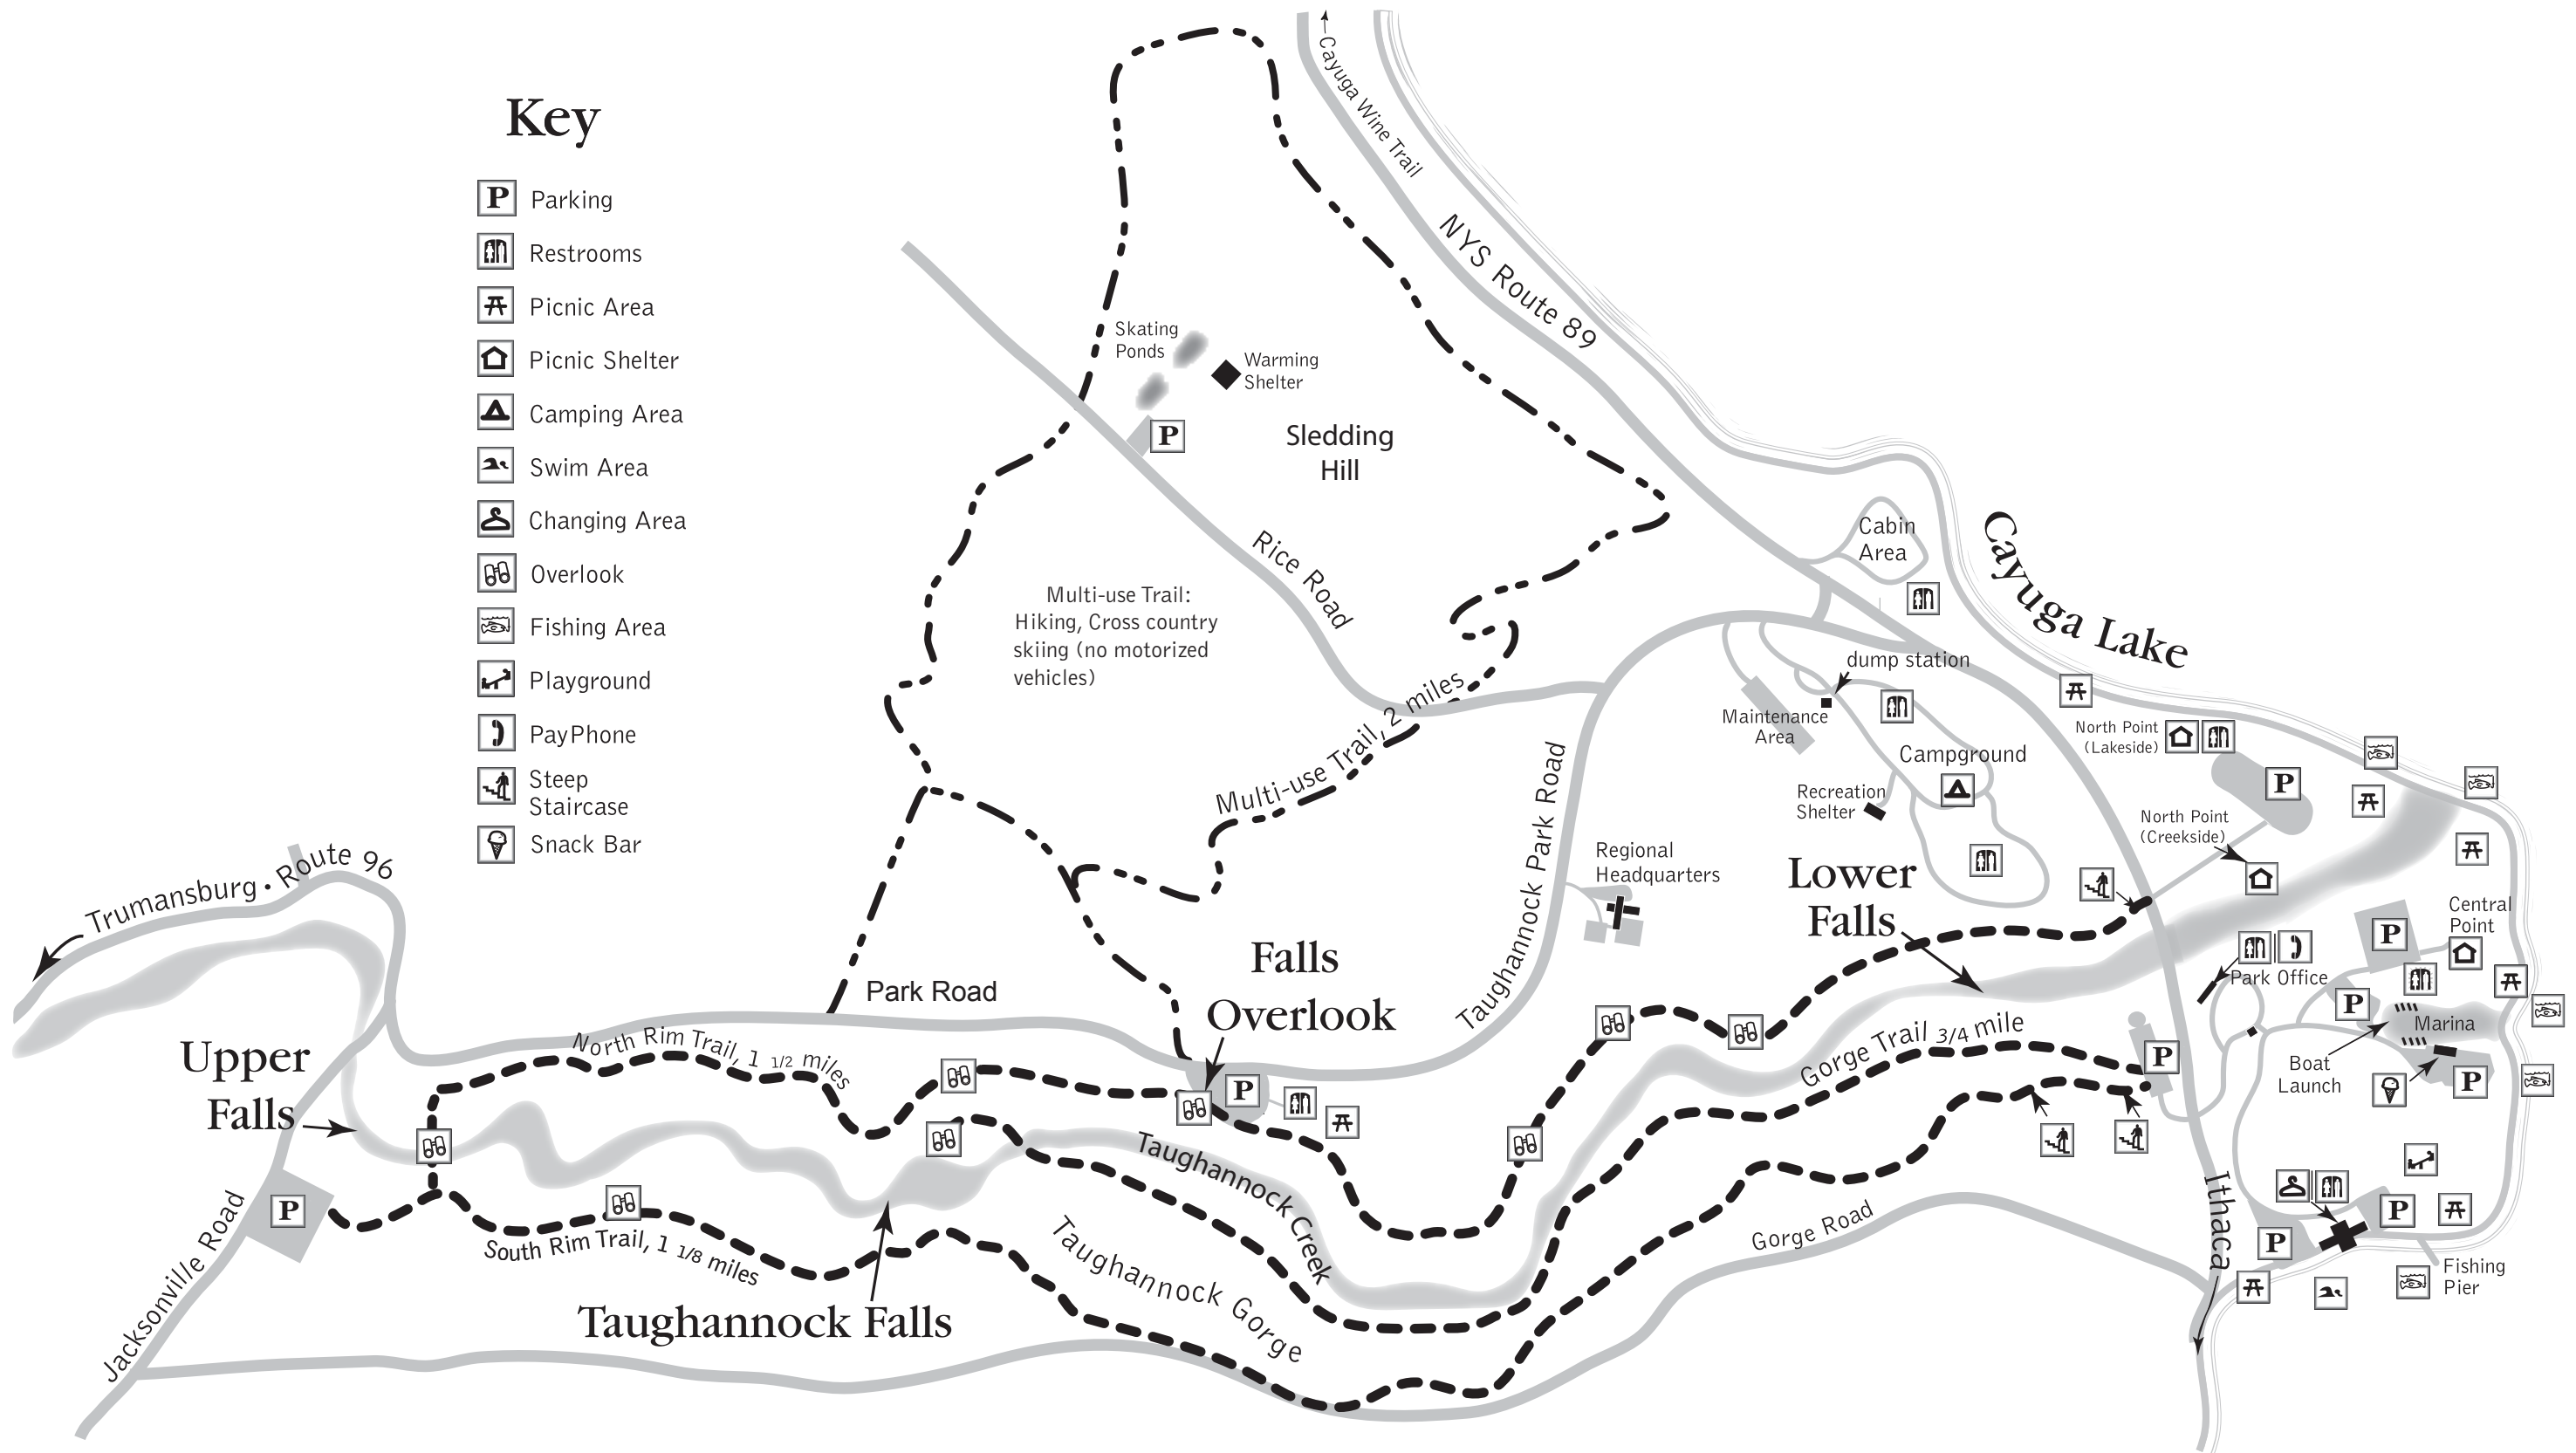 Key
P
Parking
Restrooms
Picnic Area
Picnic Shelter
Camping Area
Swim Area
Changing Area
Overlook
Fishing Area
Playground
PayPhone
Steep
Staircase
Snack Bar
Cayuga Wine Trail
NYS Route 89
Skating
Ponds
Warming
Shelter
P
Sledding
Hill
Rice Road
Multi-use Trail:
Hiking, Cross country
skiing (no motorized
vehicles)
Multi-use Trail, 2 miles
Cabin
Area
Cayuga Lake
dump station
Maintenance
Area
Campground
Recreation
Shelter
North Point
(Lakeside)
P
North Point
(Creekside)
Taughannock Park Road
Regional
Headquarters
Lower
Falls
Central
Point
P
Park Office
P
Marina
Boat
Launch
P
Trumansburg • Route 96
Park Road
Falls
Overlook
P
Upper
Falls
North Rim Trail, 1 1/2 miles
Gorge Trail 3/4 mile
P
P
Jacksonville Road
South Rim Trail, 1 1/8 miles
Taughannock Falls
Taughannock Creek
Taughannock Gorge
Gorge Road
Ithaca
P
P
Fishing
Pier